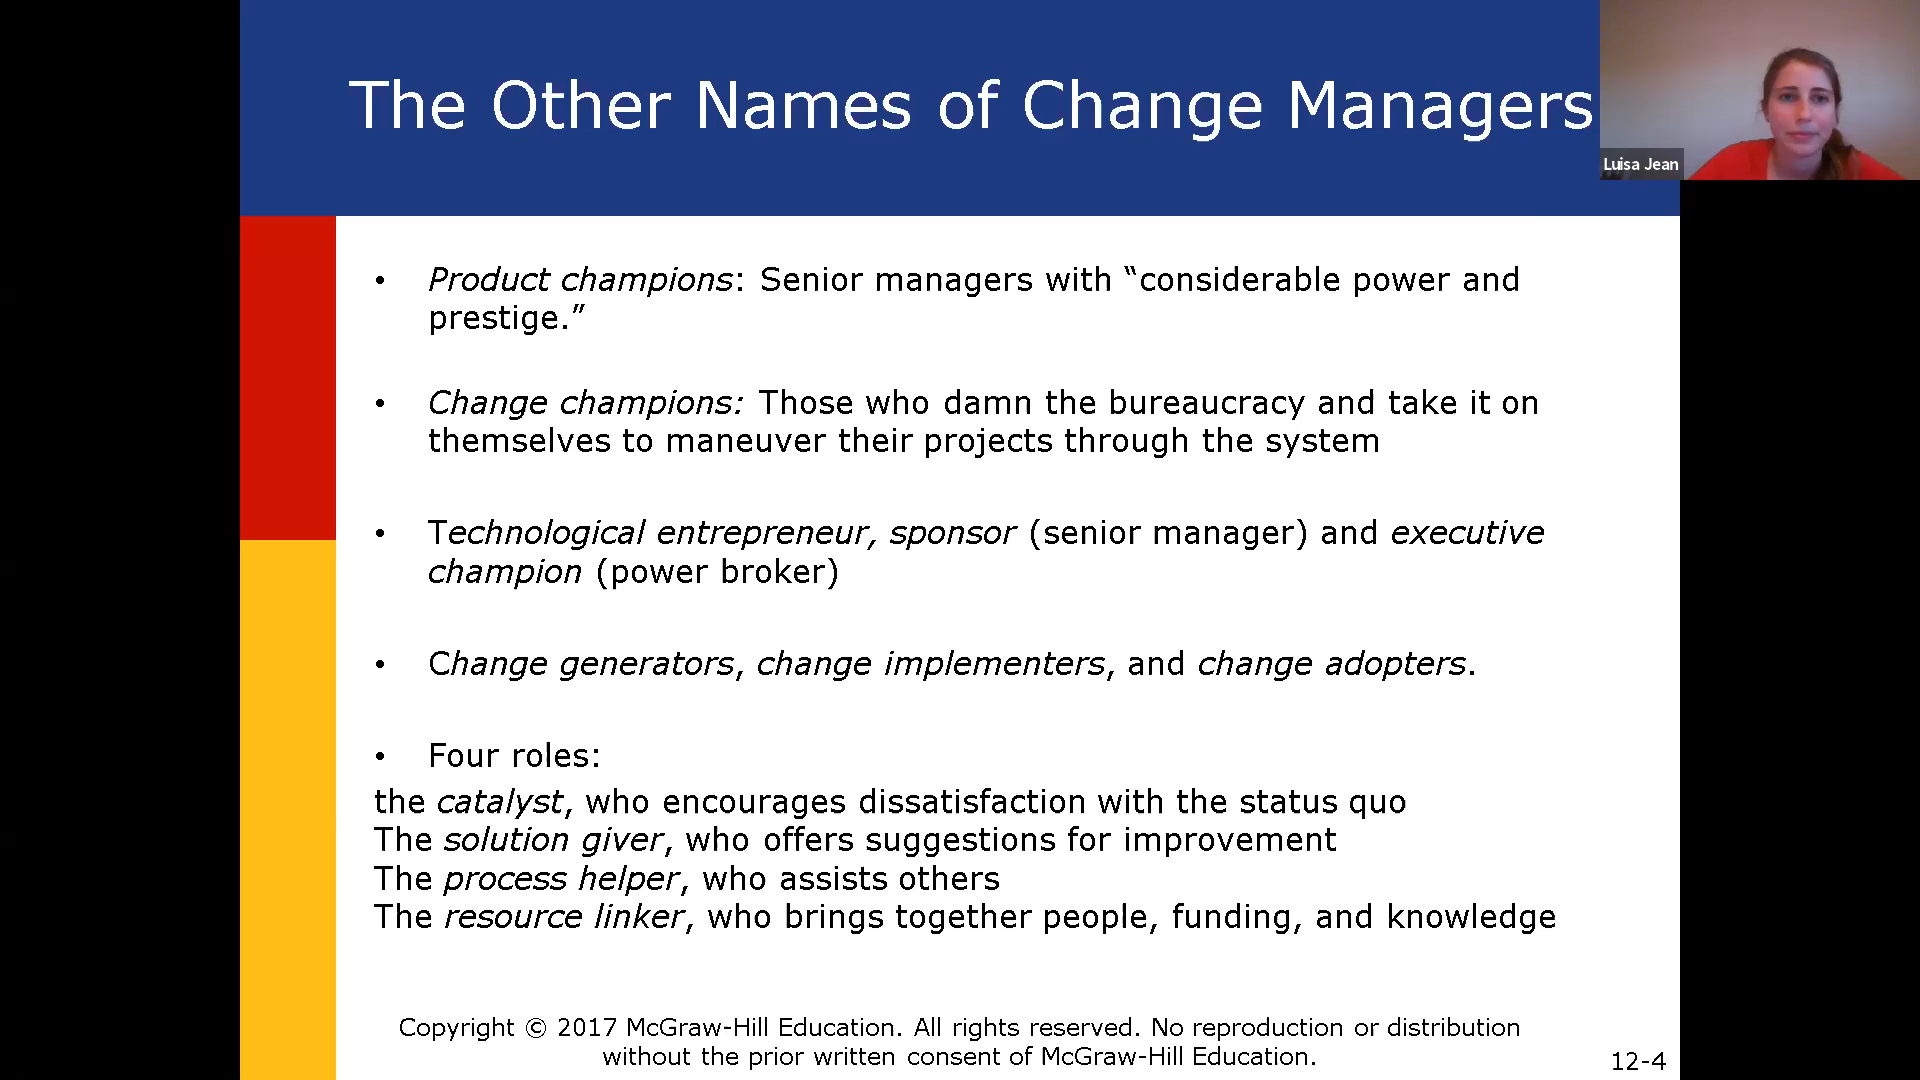 The Other Names of Change Managers
Luisa Jean
• Product champions: Senior managers with “considerable power and
prestige.”
• Change champions: Those who damn the bureaucracy and take it on
themselves to maneuver their projects through the system
• Technological entrepreneur, sponsor (senior manager) and executive
champion (power broker)
• Change generators, change implementers, and change adopters.
• Four roles:
the catalyst, who encourages dissatisfaction with the status quo
The solution giver, who offers suggestions for improvement
The process helper, who assists others
The resource linker, who brings together people, funding, and knowledge
Copyright © 2017 McGraw-Hill Education. All rights reserved. No reproduction or distribution
without the prior written consent of McGraw-Hill Education.
12-4